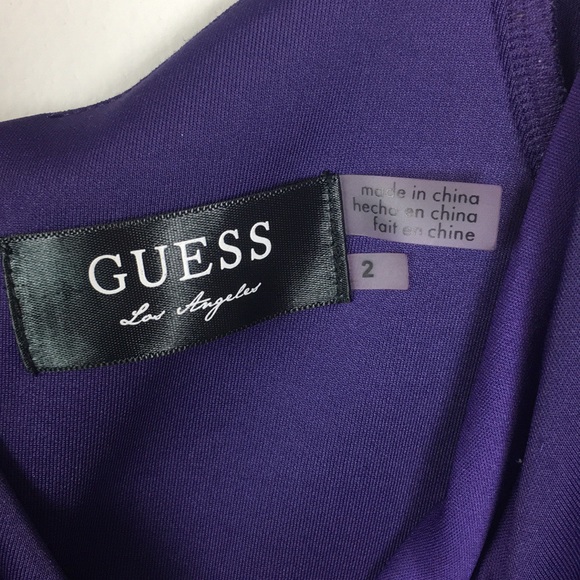 GUESS
Los Angeles
made in china
hecho en china
fait en chine
2